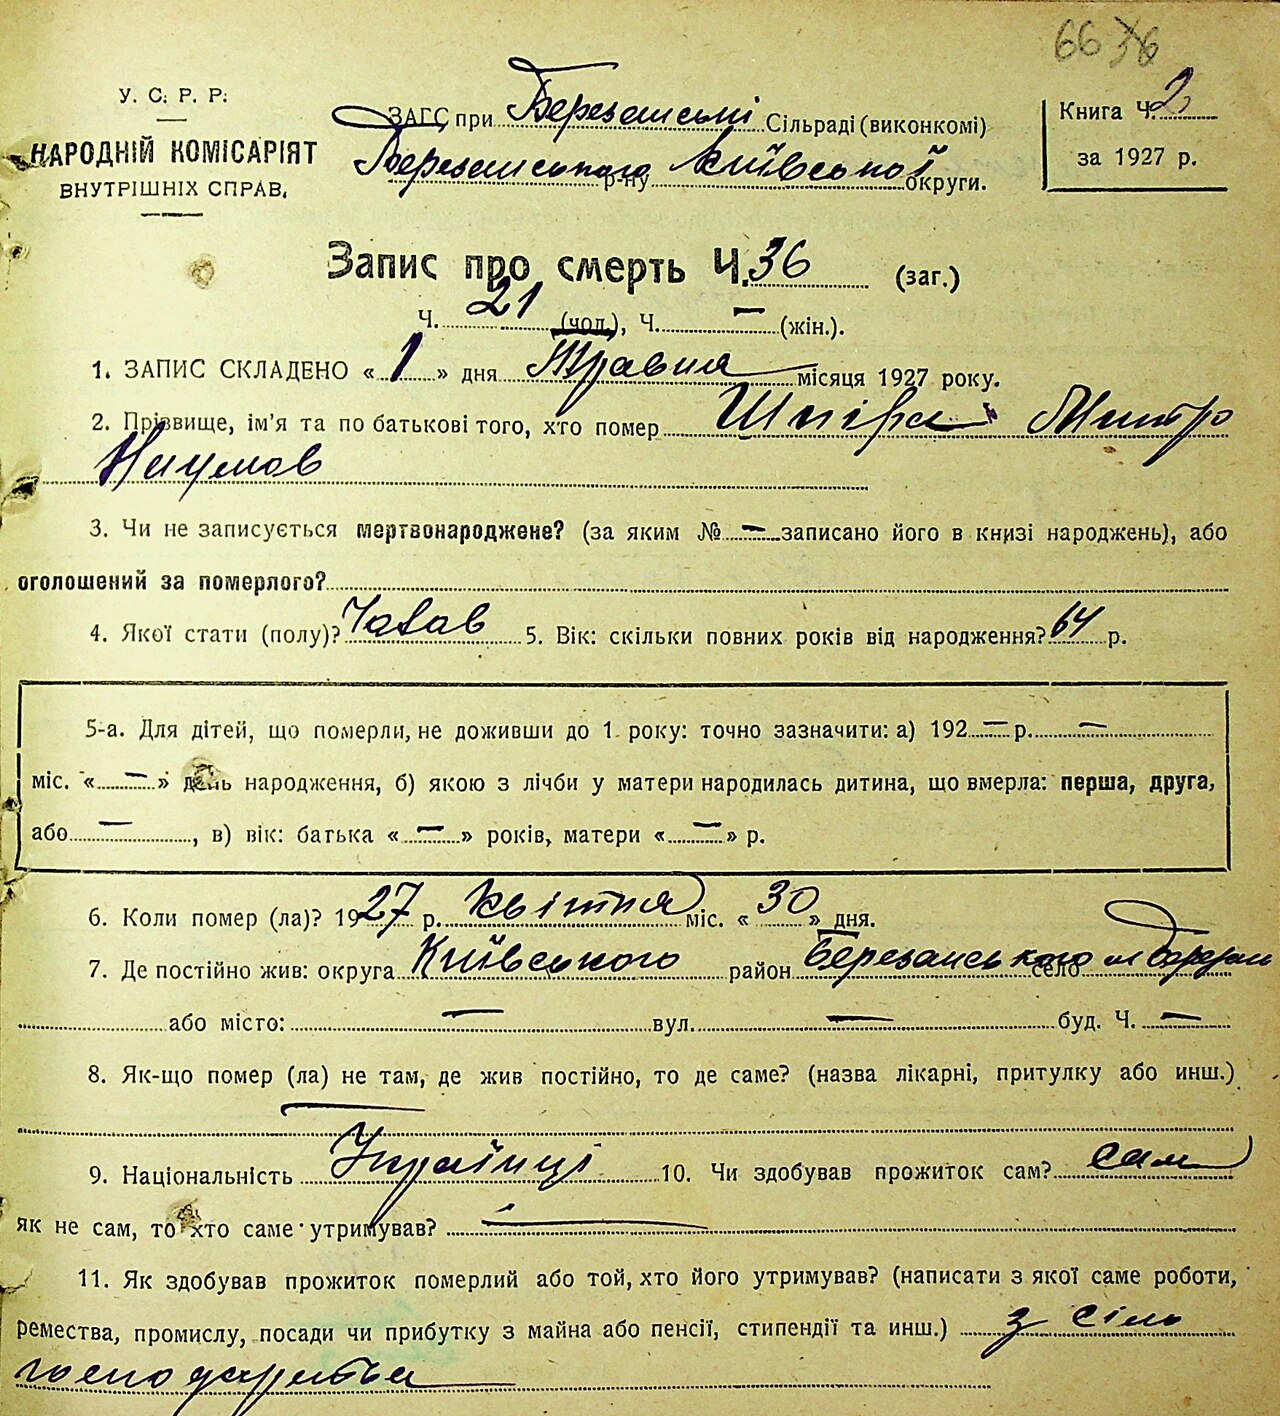 66 36
У. С. Р. Р.
НАРОДНІЙ КОМІСАРІЯТ
ВНУТРІШНІХ СПРАВ.
ЗАГС при Березанські Сільраді (виконкомі)
Березанського р-ну Київської округи.
Книга Ч. 2
за 1927 р.
Запис про смерть Ч. 36 (заг.)
Ч. 21 (чол.), Ч. — (жін.).
1. ЗАПИС СКЛАДЕНО « 1 » дня Травня місяця 1927 року.
2. Прізвище, ім'я та по батькові того, хто помер Шпіра Митро
Наумов
3. Чи не записується мертвонароджене? (за яким № — записано його в книзі народжень), або
оголошений за померлого?
4. Якої стати (полу)? Чолов 5. Вік: скільки повних років від народження? 64 р.
5-а. Для дітей, що померли, не доживши до 1 року: точно зазначити: а) 192 — р. —
міс. « — » день народження, б) якою з лічби у матери народилась дитина, що вмерла: перша, друга,
або — , в) вік: батька « — » років, матери « — » р.
6. Коли помер (ла)? 1927 р. квітня міс. « 30 » дня.
7. Де постійно жив: округа Київського район Березанського село м Березань
або місто: — вул. — буд. Ч. —
8. Як-що помер (ла) не там, де жив постійно, то де саме? (назва лікарні, притулку або инш.)
—
9. Національність Українці 10. Чи здобував прожиток сам? сам
як не сам, то хто саме утримував? —
11. Як здобував прожиток померлий або той, хто його утримував? (написати з якої саме роботи,
ремества, промислу, посади чи прибутку з майна або пенсії, стипендії та инш.) з сіль
господарства